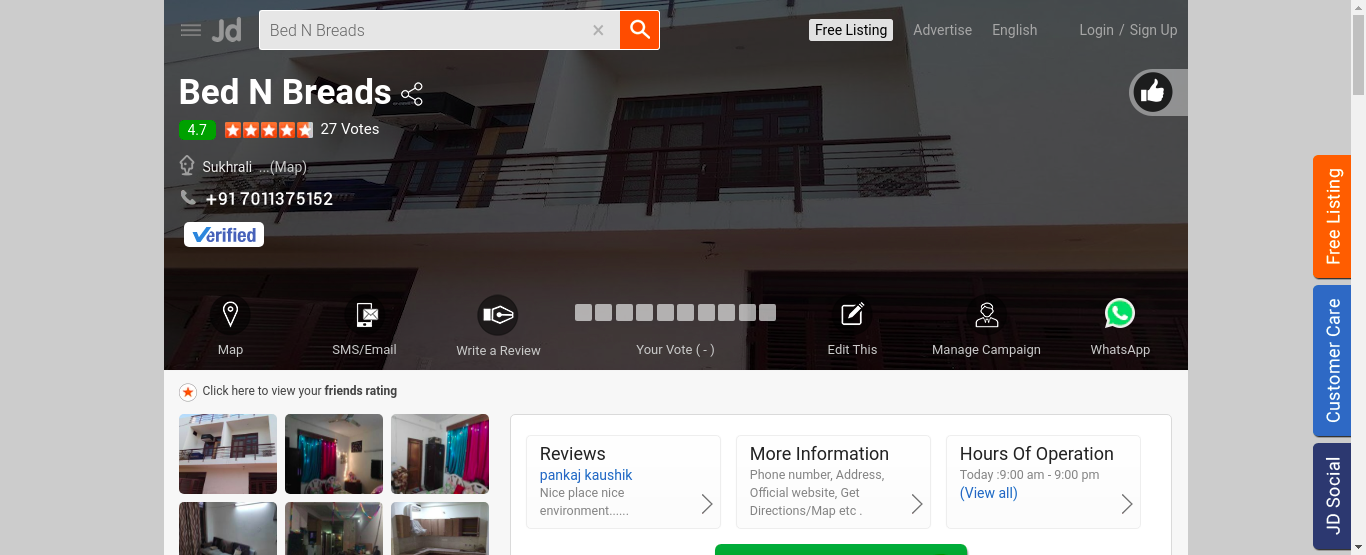 Jd
Bed N Breads ×
Free Listing
Advertise
English
Login / Sign Up
Bed N Breads
4.7
27 Votes
Sukhrali ...(Map)
+91 7011375152
Verified
Map
SMS/Email
Write a Review
Your Vote ( - )
Edit This
Manage Campaign
WhatsApp
Free Listing
Customer Care
JD Social
Click here to view your friends rating
Reviews
pankaj kaushik
Nice place nice
environment......
More Information
Phone number, Address,
Official website, Get
Directions/Map etc .
Hours Of Operation
Today :9:00 am - 9:00 pm
(View all)